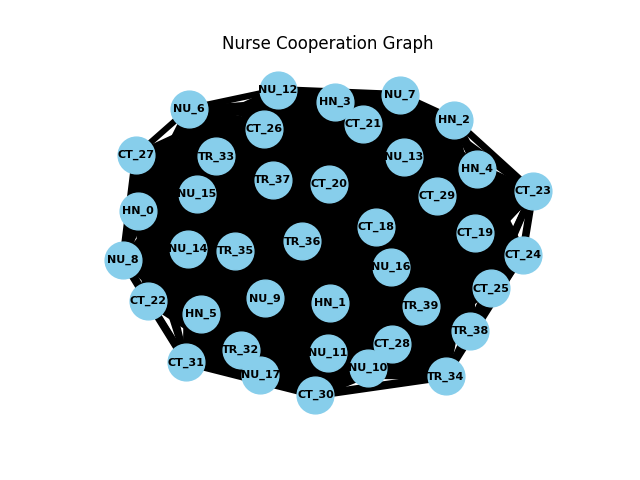 Nurse Cooperation Graph
NU_12
NU_7
HN_3
NU_6
HN_2
CT_21
CT_26
CT_27
TR_33
NU_13
HN_4
TR_37
CT_20
CT_23
NU_15
CT_29
HN_0
CT_18
CT_19
TR_36
NU_14
TR_35
CT_24
NU_8
NU_16
CT_25
NU_9
CT_22
HN_1
TR_39
HN_5
TR_38
CT_28
TR_32
NU_11
CT_31
NU_10
NU_17
TR_34
CT_30